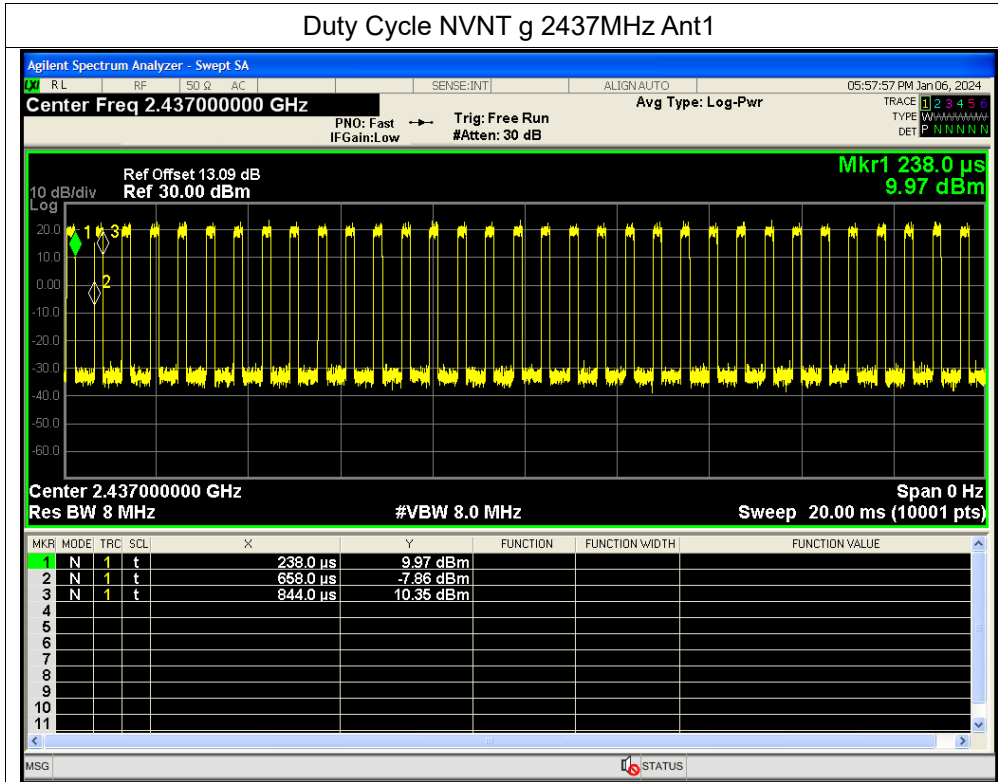 Duty Cycle NVNT g 2437MHz Ant1
Agilent Spectrum Analyzer - Swept SA
LXI RL RF 50 Ω AC SENSE:INT ALIGNAUTO 05:57:57 PM Jan 06, 2024
Center Freq 2.437000000 GHz Avg Type: Log-Pwr TRACE 1 2 3 4 5 6
PNO: Fast Trig: Free Run TYPE WWWWWW
IFGain:Low #Atten: 30 dB DET P N N N N N
Mkr1 238.0 µs
Ref Offset 13.09 dB
10 dB/div Ref 30.00 dBm 9.97 dBm
Log
20.0
1 3
10.0
0.00
2
-10.0
-20.0
-30.0
-40.0
-50.0
-60.0
Center 2.437000000 GHz Span 0 Hz
Res BW 8 MHz #VBW 8.0 MHz Sweep 20.00 ms (10001 pts)
MKR MODE TRC SCL X Y FUNCTION FUNCTION WIDTH FUNCTION VALUE
1 N 1 t 238.0 µs 9.97 dBm
2 N 1 t 658.0 µs -7.86 dBm
3 N 1 t 844.0 µs 10.35 dBm
4
5
6
7
8
9
10
11
MSG STATUS